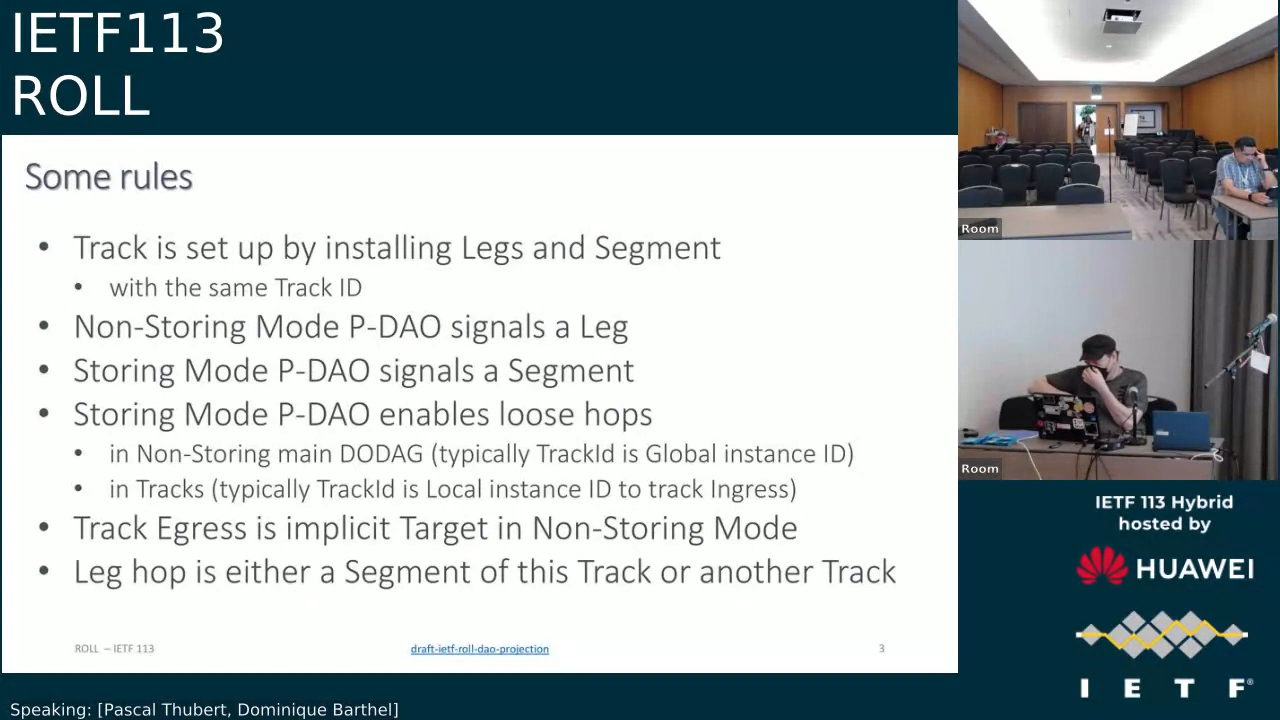 IETF113
ROLL
Some rules
• Track is set up by installing Legs and Segment
• with the same Track ID
• Non-Storing Mode P-DAO signals a Leg
• Storing Mode P-DAO signals a Segment
• Storing Mode P-DAO enables loose hops
• in Non-Storing main DODAG (typically TrackId is Global instance ID)
• in Tracks (typically TrackId is Local instance ID to track Ingress)
• Track Egress is implicit Target in Non-Storing Mode
• Leg hop is either a Segment of this Track or another Track
ROLL – IETF 113
draft-ietf-roll-dao-projection
3
Speaking: [Pascal Thubert, Dominique Barthel]
Room
Room
IETF 113 Hybrid
hosted by
HUAWEI
I E T F®